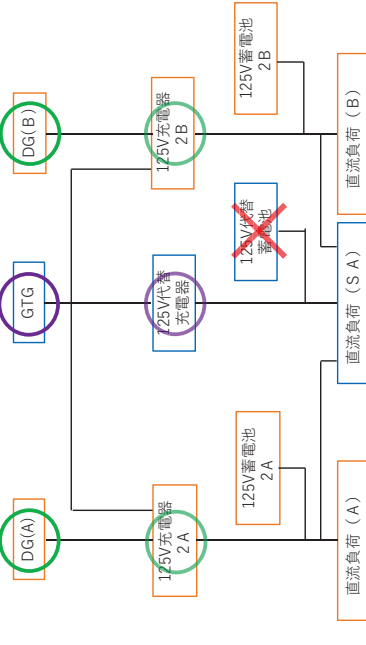 DG(B)
GTG
DG(A)
125V充電器
2B
125V代替
充電器
125V充電器
2A
125V蓄電池
2B
125V代替
蓄電池
125V蓄電池
2A
直流負荷（B）
直流負荷（SA）
直流負荷（A）